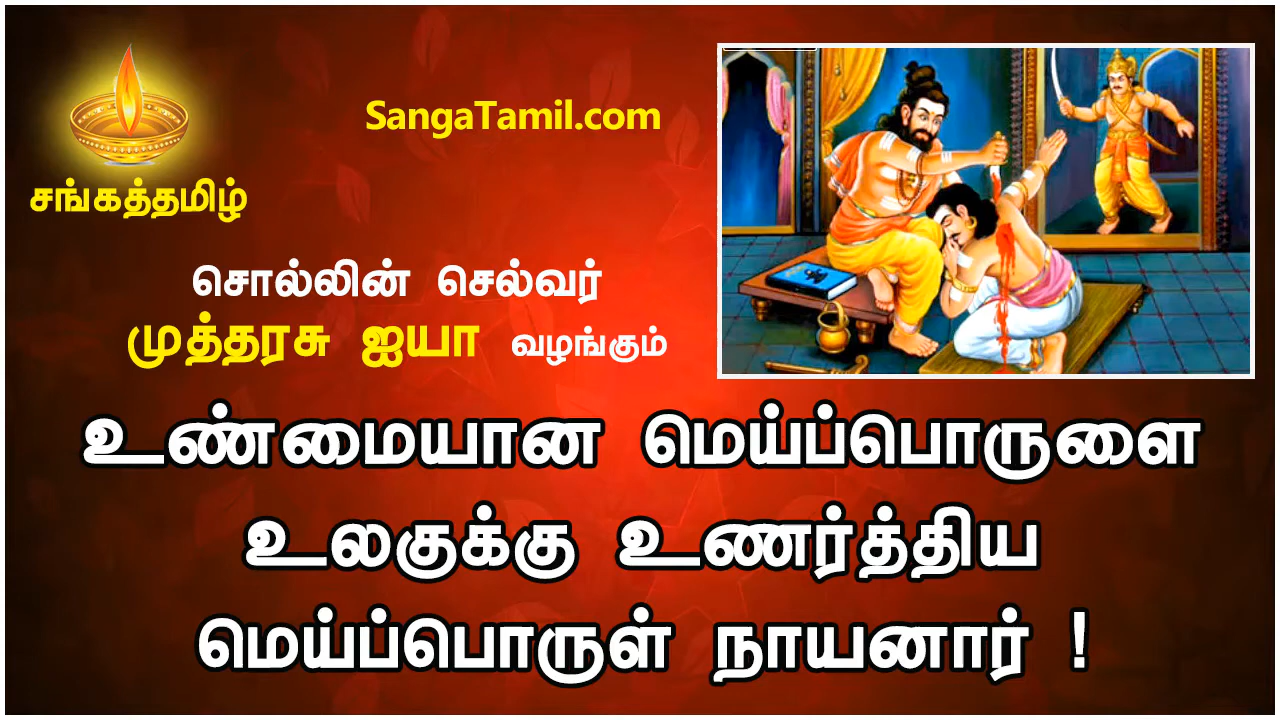 SangaTamil.com
சங்கத்தமிழ்
சொல்லின் செல்வர்
முத்தரசு ஐயா வழங்கும்
உண்மையான மெய்ப்பொருளை
உலகுக்கு உணர்த்திய
மெய்ப்பொருள் நாயனார் !